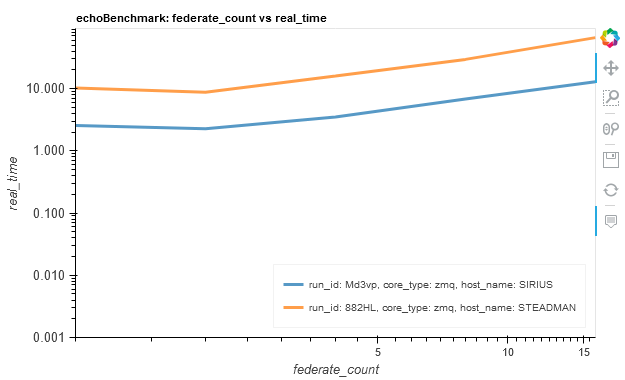 echoBenchmark: federate_count vs real_time
10.000
1.000
0.100
0.010
0.001
real_time
run_id: Md3vp, core_type: zmq, host_name: SIRIUS
run_id: 882HL, core_type: zmq, host_name: STEADMAN
5
10
15
federate_count